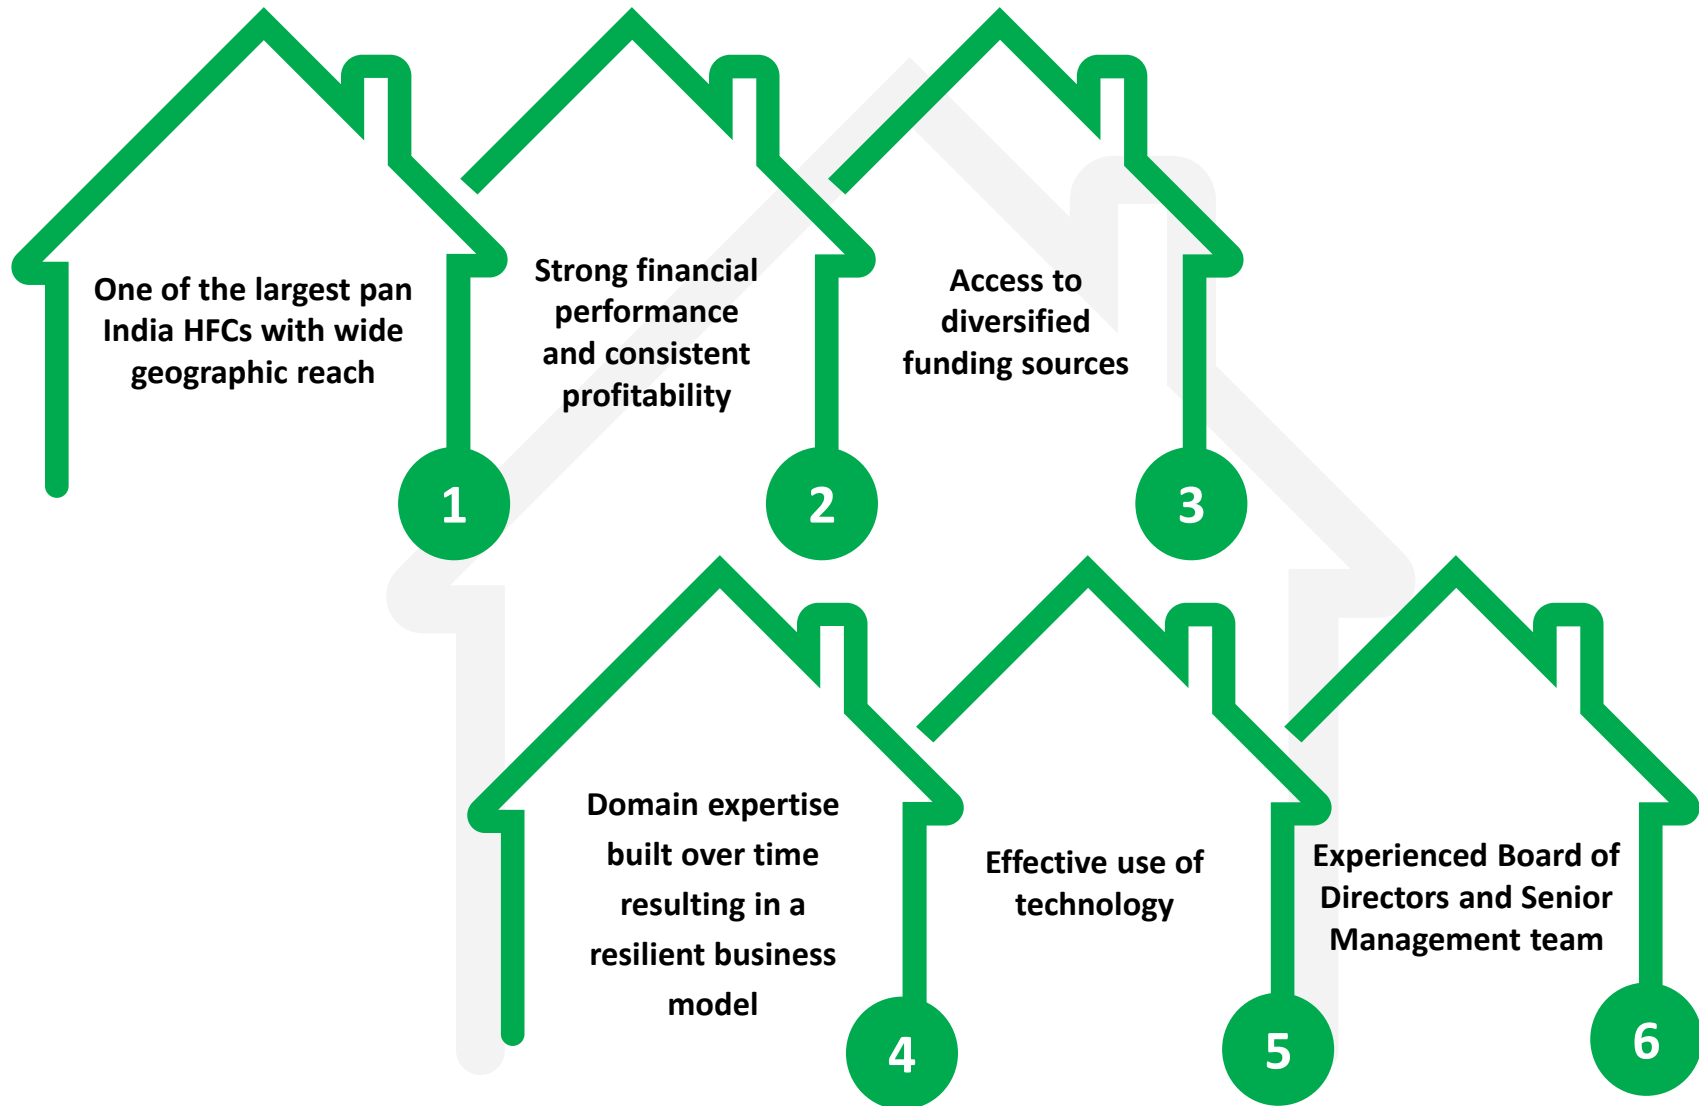 One of the largest pan
India HFCs with wide
geographic reach
1
Strong financial
performance
and consistent
profitability
2
Access to
diversified
funding sources
3
Domain expertise
built over time
resulting in a
resilient business
model
4
Effective use of
technology
5
Experienced Board of
Directors and Senior
Management team
6